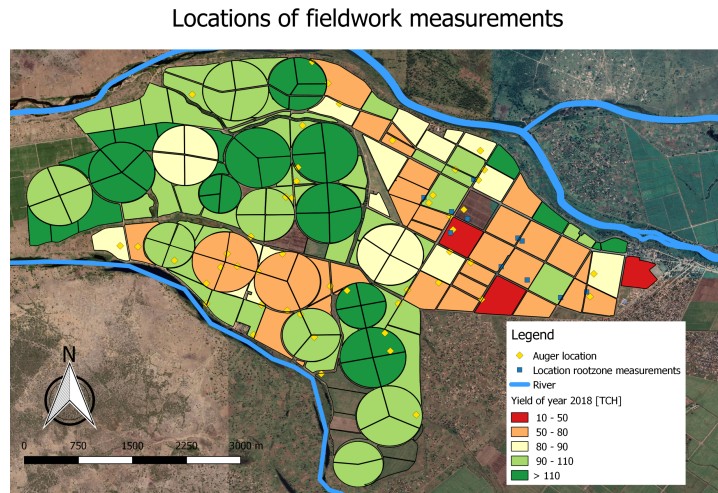 Locations of fieldwork measurements
Legend
Auger location
Location rootzone measurements
River
Yield of year 2018 [TCH]
10 - 50
50 - 80
80 - 90
90 - 110
> 110
N
0 750 1500 2250 3000 m